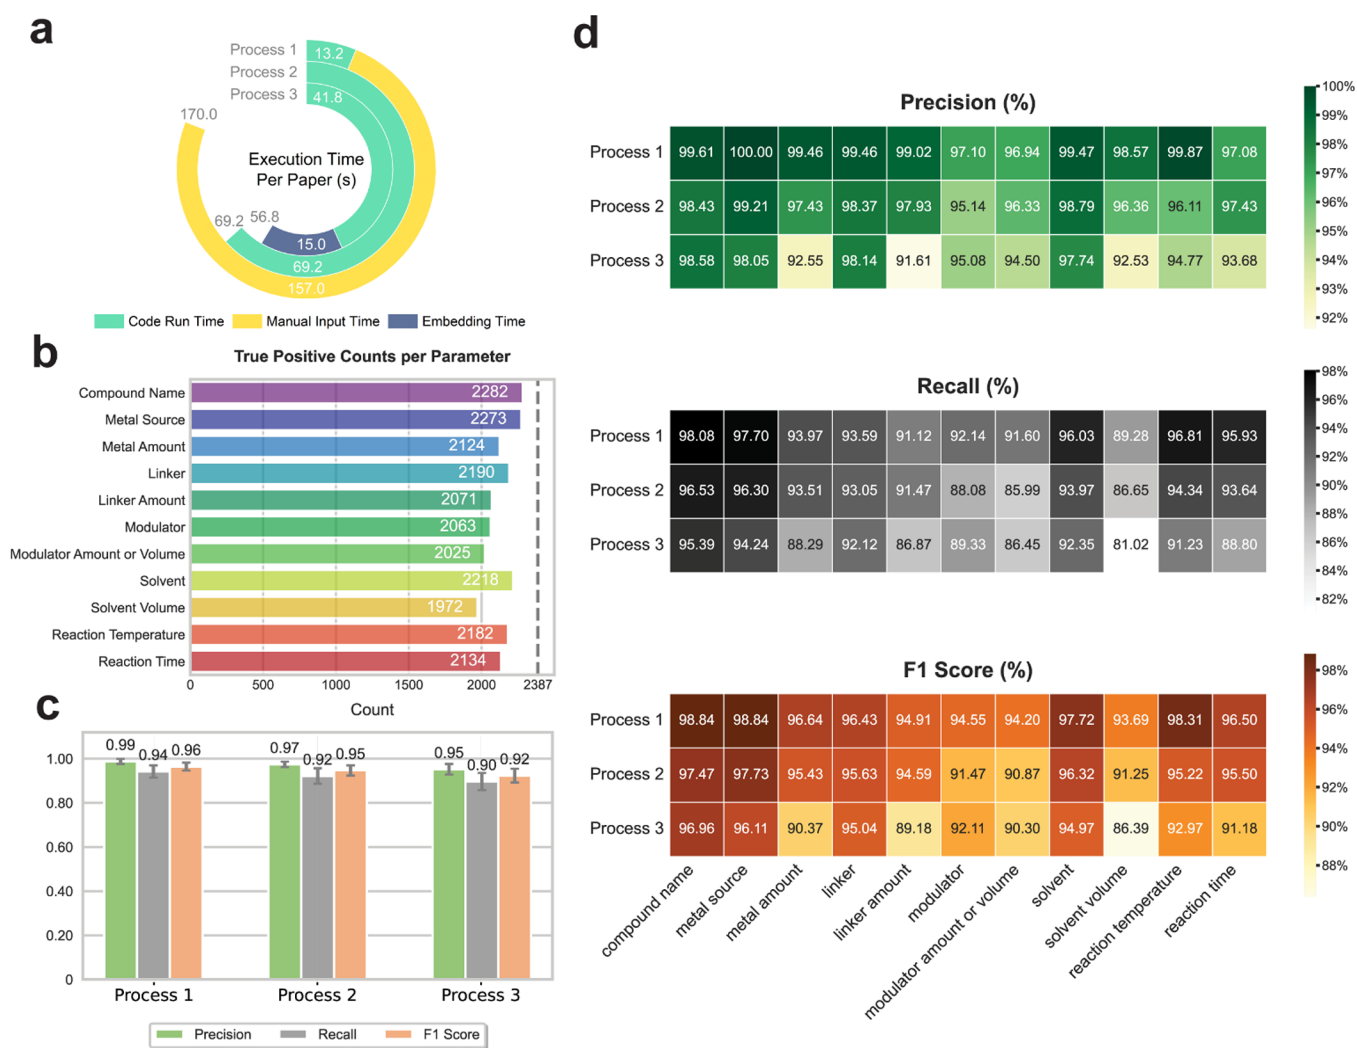 a
Process 1
Process 2
Process 3
13.2
41.8
170.0
Execution Time
Per Paper (s)
69.2
56.8
15.0
69.2
157.0
Code Run Time
Manual Input Time
Embedding Time
b
True Positive Counts per Parameter
Compound Name 2282
Metal Source 2273
Metal Amount 2124
Linker 2190
Linker Amount 2071
Modulator 2063
Modulator Amount or Volume 2025
Solvent 2218
Solvent Volume 1972
Reaction Temperature 2182
Reaction Time 2134
0 500 1000 1500 2000 2387
Count
c
0.99 0.94 0.96 0.97 0.92 0.95 0.95 0.90 0.92
1.00
0.80
0.60
0.40
0.20
0
Process 1 Process 2 Process 3
Precision Recall F1 Score
d
Precision (%)
Process 1 99.61 100.00 99.46 99.46 99.02 97.10 96.94 99.47 98.57 99.87 97.08
Process 2 98.43 99.21 97.43 98.37 97.93 95.14 96.33 98.79 96.36 96.11 97.43
Process 3 98.58 98.05 92.55 98.14 91.61 95.08 94.50 97.74 92.53 94.77 93.68
100%
99%
98%
97%
96%
95%
94%
93%
92%
Recall (%)
Process 1 98.08 97.70 93.97 93.59 91.12 92.14 91.60 96.03 89.28 96.81 95.93
Process 2 96.53 96.30 93.51 93.05 91.47 88.08 85.99 93.97 86.65 94.34 93.64
Process 3 95.39 94.24 88.29 92.12 86.87 89.33 86.45 92.35 81.02 91.23 88.80
98%
96%
94%
92%
90%
88%
86%
84%
82%
F1 Score (%)
Process 1 98.84 98.84 96.64 96.43 94.91 94.55 94.20 97.72 93.69 98.31 96.50
Process 2 97.47 97.73 95.43 95.63 94.59 91.47 90.87 96.32 91.25 95.22 95.50
Process 3 96.96 96.11 90.37 95.04 89.18 92.11 90.30 94.97 86.39 92.97 91.18
98%
96%
94%
92%
90%
88%
compound name
metal source
metal amount
linker
linker amount
modulator
modulator amount or volume
solvent
solvent volume
reaction temperature
reaction time